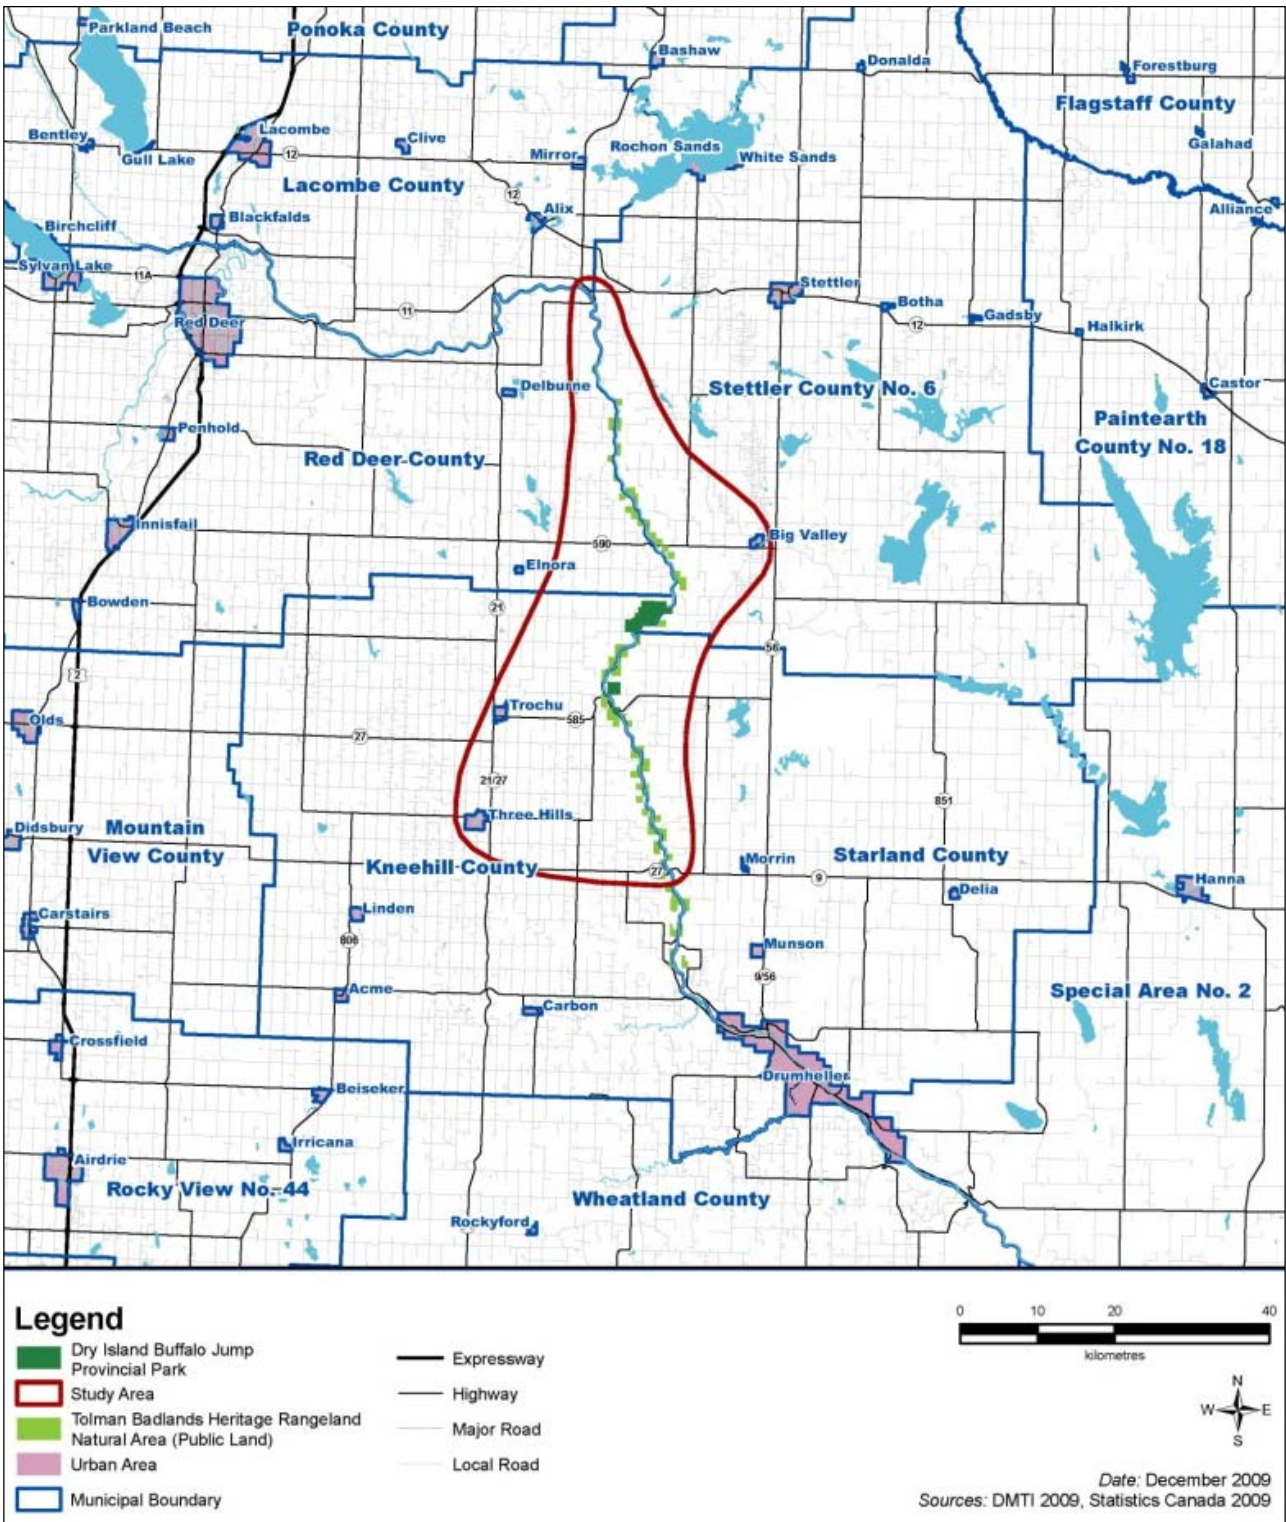 Parkland Beach
Ponoka County
Bashaw
Donalda
Forestburg
Flagstaff County
Bentley
Gull Lake
Lacombe
12
Clive
Mirror
Rochon Sands
White Sands
Galahad
Lacombe County
12
Alix
Alliance
Birchcliff
Blackfalds
Sylvan Lake
11A
Red Deer
11
Stettler
Botha
12
Gadsby
Halkirk
Delburne
Stettler County No. 6
Castor
Paintearth
County No. 18
Penhold
Red Deer County
Innisfail
590
Big Valley
Elnora
Bowden
21
56
2
Olds
27
Trochu
585
21/27
851
Three Hills
Didsbury
Mountain
View County
Kneehill County
27
Morrin
9
Starland County
Delia
Hanna
Carstairs
Linden
806
Munson
9/56
Acme
Carbon
Special Area No. 2
Crossfield
Beiseker
Drumheller
Irricana
Airdrie
Rocky View No. 44
Wheatland County
Rockyford
Legend
Dry Island Buffalo Jump
Provincial Park
Study Area
Tolman Badlands Heritage Rangeland
Natural Area (Public Land)
Urban Area
Municipal Boundary
Expressway
Highway
Major Road
Local Road
0 10 20 40
kilometres
N
W E
S
Date: December 2009
Sources: DMTI 2009, Statistics Canada 2009